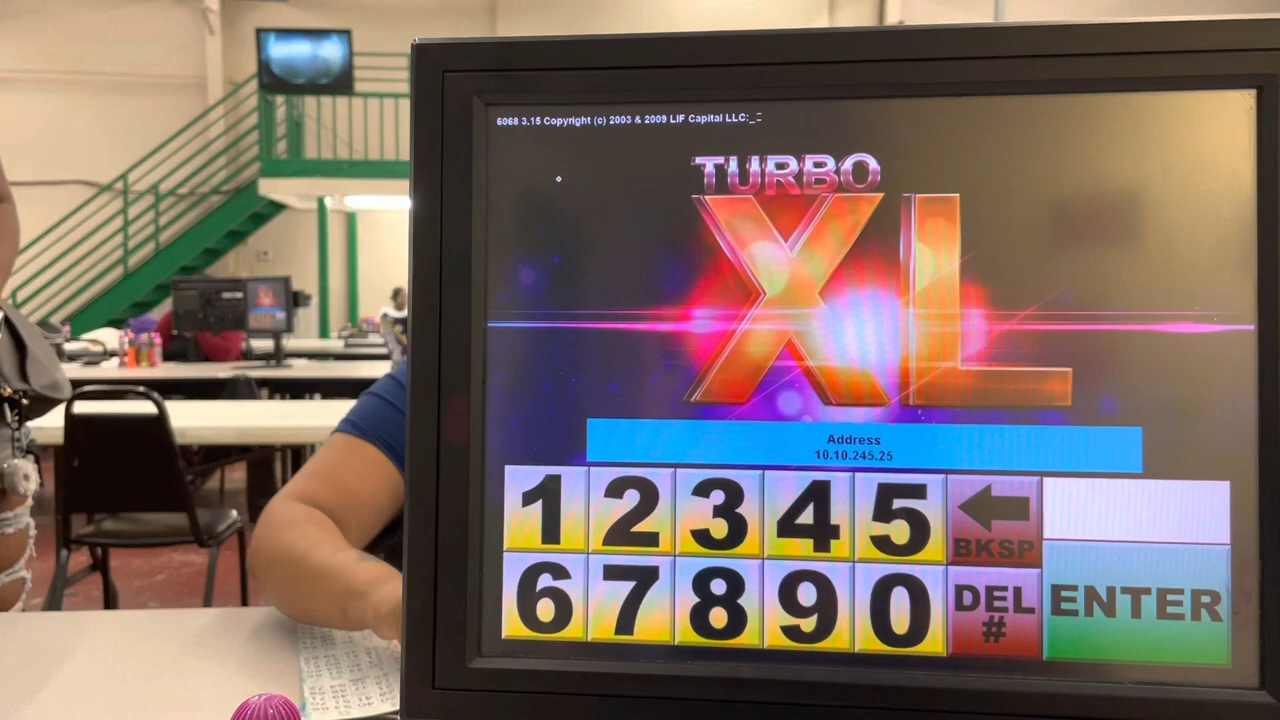 6068 3.15 Copyright (c) 2003 & 2009 LIF Capital LLC:_
TURBO
XL
Address
10.10.245.25
1 2 3 4 5 BKSP
6 7 8 9 0 DEL # ENTER